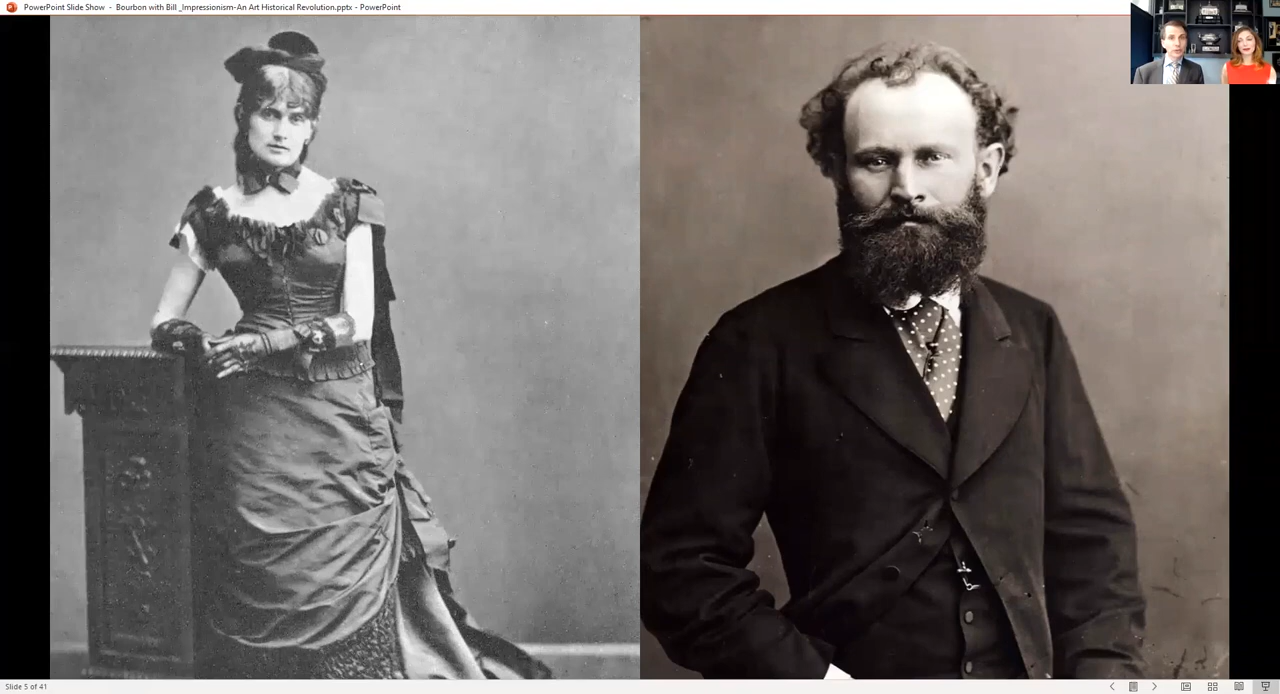 PowerPoint Slide Show - Bourbon with Bill _Impressionism-An Art Historical Revolution.pptx - PowerPoint
Slide 5 of 41